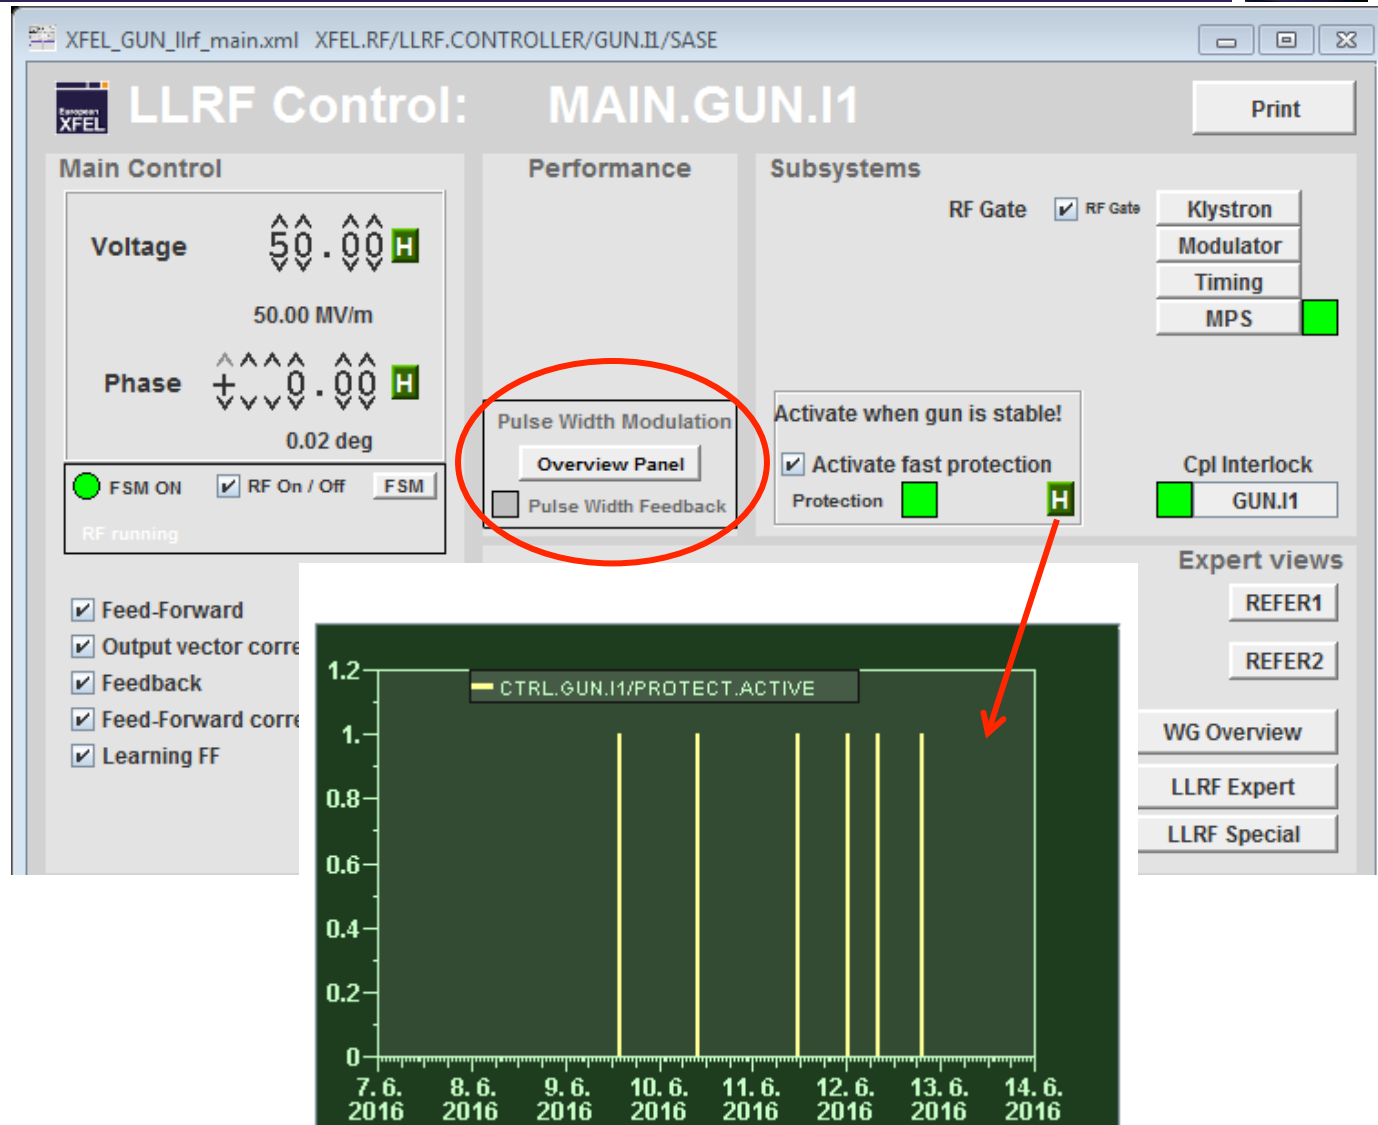 XFEL_GUN_llrf_main.xml XFEL.RF/LLRF.CONTROLLER/GUN.I1/SASE
European
XFEL
LLRF Control: MAIN.GUN.I1
Print
Main Control
Voltage
50.00
H
50.00 MV/m
Phase
+ 0.00
H
0.02 deg
FSM ON
RF On / Off
FSM
RF running
Feed-Forward
Output vector corre
Feedback
Feed-Forward corre
Learning FF
Performance
Pulse Width Modulation
Overview Panel
Pulse Width Feedback
Subsystems
RF Gate
RF Gate
Klystron
Modulator
Timing
MPS
Activate when gun is stable!
Activate fast protection
Protection
H
Cpl Interlock
GUN.I1
Expert views
REFER1
REFER2
WG Overview
LLRF Expert
LLRF Special
CTRL.GUN.I1/PROTECT.ACTIVE
1.2
1.
0.8
0.6
0.4
0.2
0
7. 6. 8. 6. 9. 6. 10. 6. 11. 6. 12. 6. 13. 6. 14. 6.
2016 2016 2016 2016 2016 2016 2016 2016